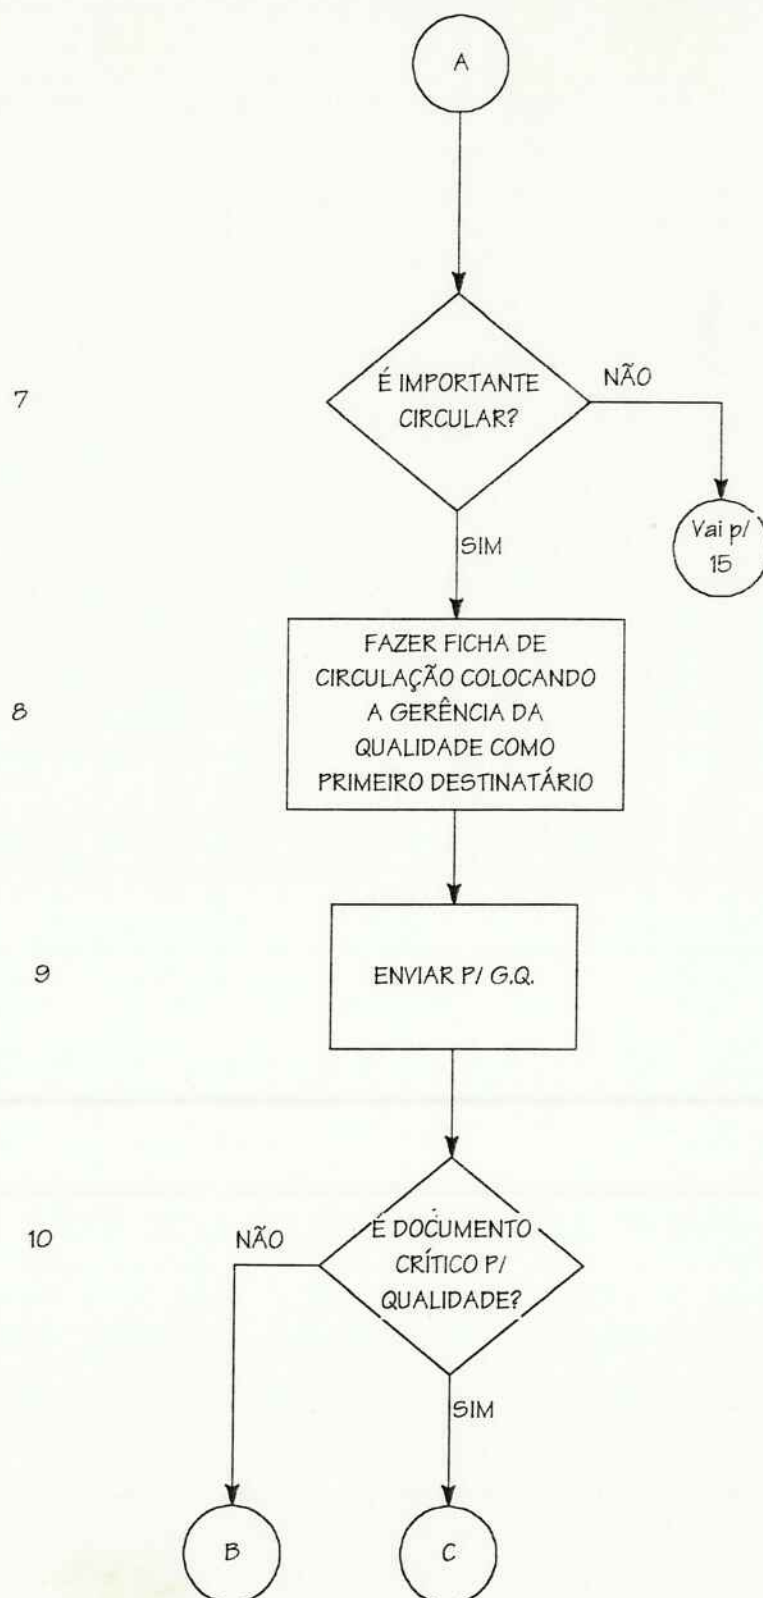 A
7
É IMPORTANTE
CIRCULAR?
NÃO
Vai p/
15
SIM
8
FAZER FICHA DE
CIRCULAÇÃO COLOCANDO
A GERÊNCIA DA
QUALIDADE COMO
PRIMEIRO DESTINATÁRIO
9
ENVIAR P/ G.Q.
10
NÃO
É DOCUMENTO
CRÍTICO P/
QUALIDADE?
SIM
B
C